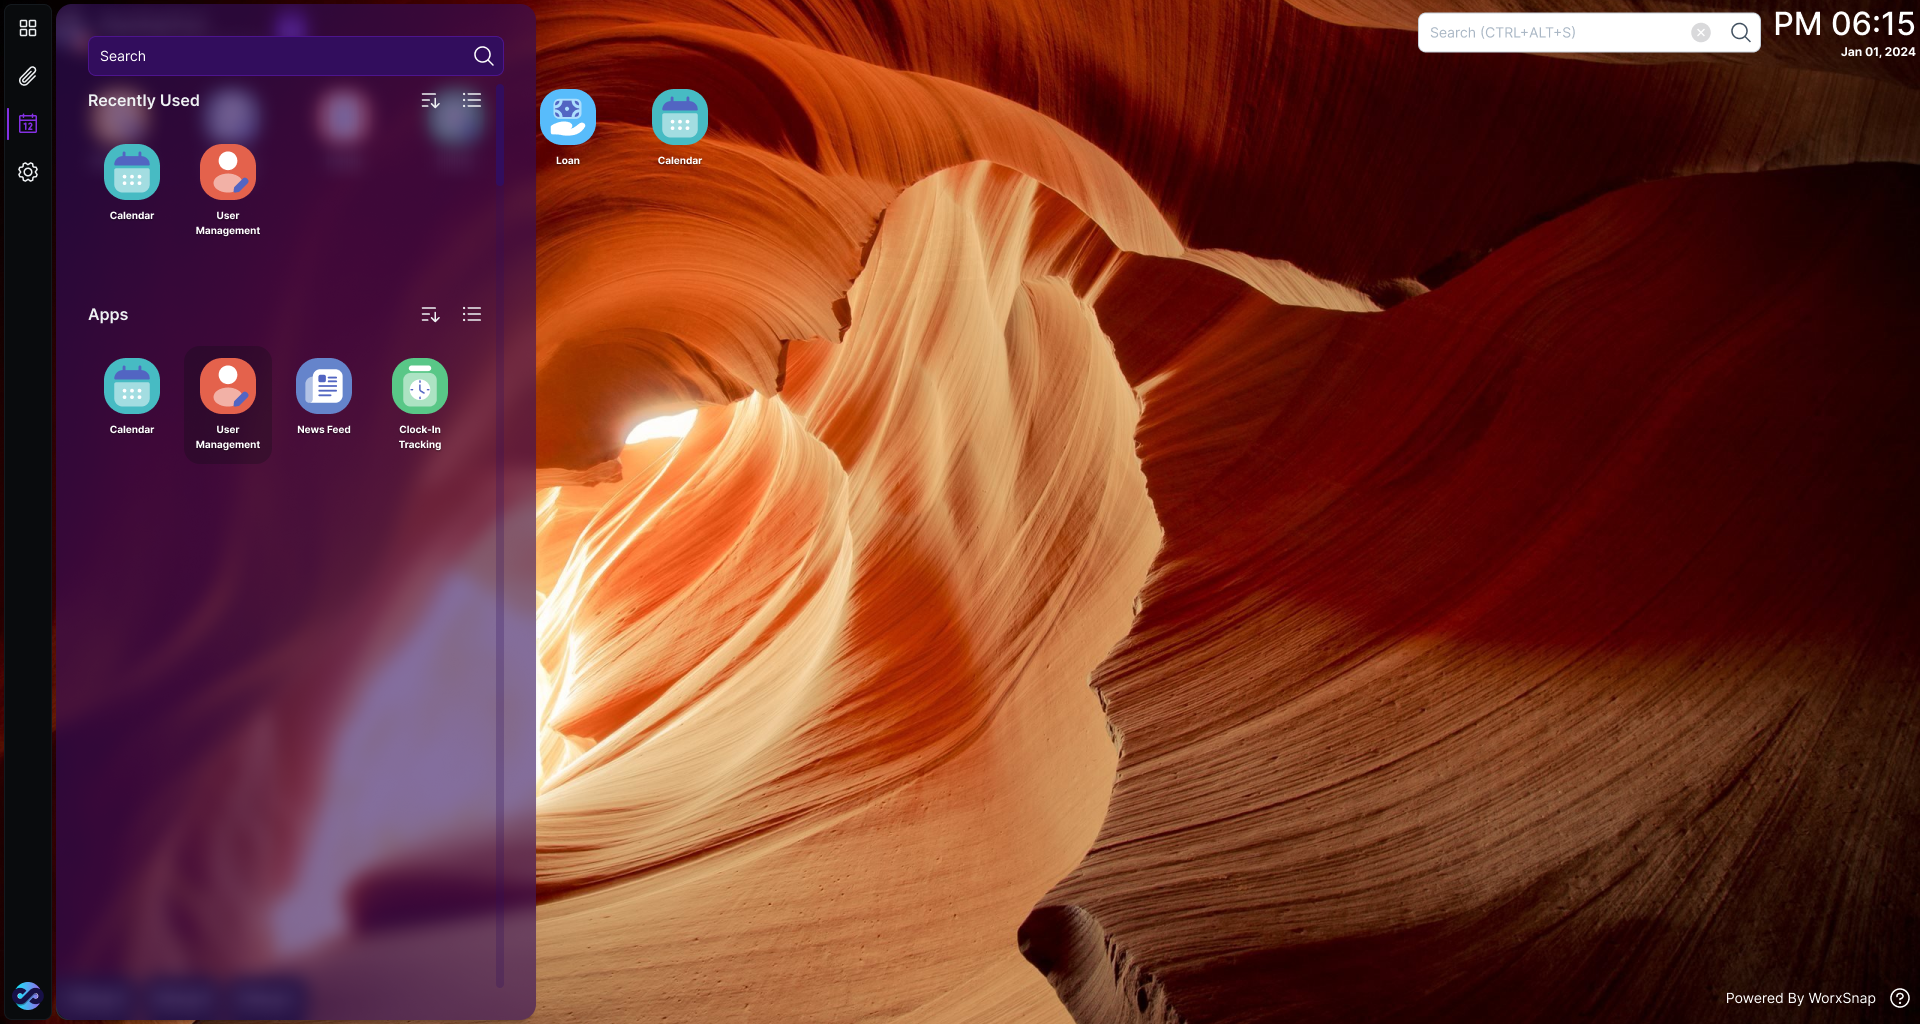 Search
Recently Used
Calendar
User
Management
Apps
Calendar
User
Management
News Feed
Clock-In
Tracking
12
Loan
Calendar
Search (CTRL+ALT+S)
PM 06:15
Jan 01, 2024
Powered By WorxSnap